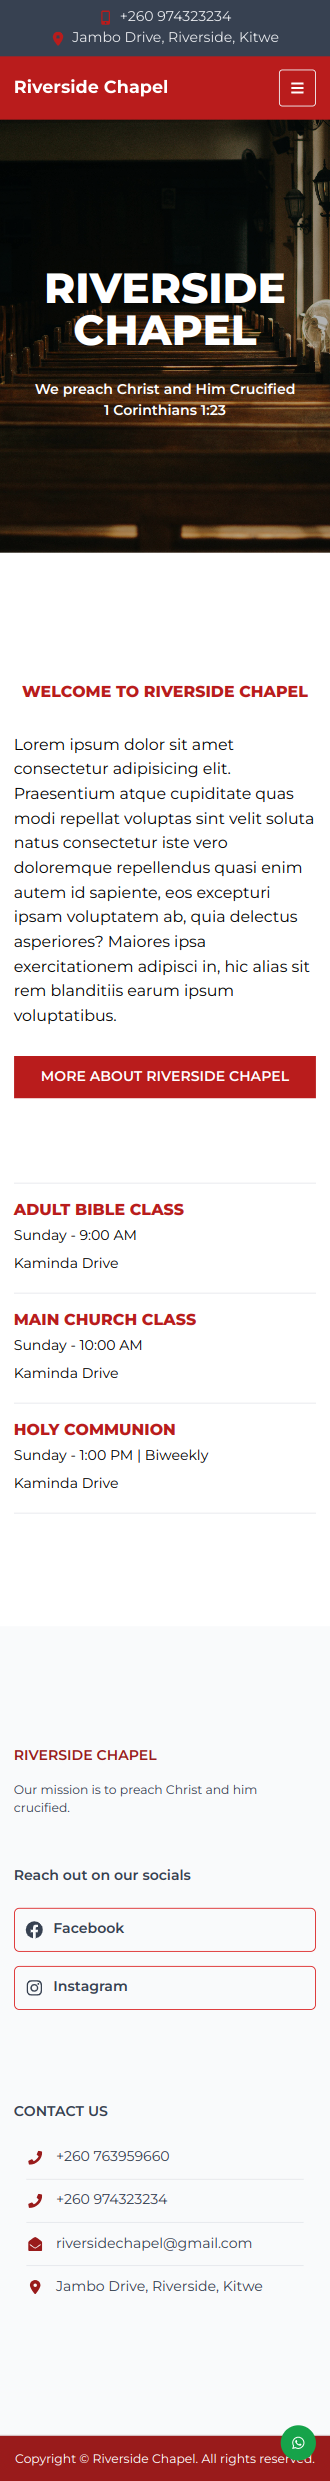 +260 974323234
Jambo Drive, Riverside, Kitwe
Riverside Chapel
RIVERSIDE
CHAPEL
We preach Christ and Him Crucified
1 Corinthians 1:23
WELCOME TO RIVERSIDE CHAPEL
Lorem ipsum dolor sit amet
consectetur adipisicing elit.
Praesentium atque cupiditate quas
modi repellat voluptas sint velit soluta
natus consectetur iste vero
doloremque repellendus quasi enim
autem id sapiente, eos excepturi
ipsam voluptatem ab, quia delectus
asperiores? Maiores ipsa
exercitationem adipisci in, hic alias sit
rem blanditiis earum ipsum
voluptatibus.
MORE ABOUT RIVERSIDE CHAPEL
ADULT BIBLE CLASS
Sunday - 9:00 AM
Kaminda Drive
MAIN CHURCH CLASS
Sunday - 10:00 AM
Kaminda Drive
HOLY COMMUNION
Sunday - 1:00 PM | Biweekly
Kaminda Drive
RIVERSIDE CHAPEL
Our mission is to preach Christ and him
crucified.
Reach out on our socials
Facebook
Instagram
CONTACT US
+260 763959660
+260 974323234
riversidechapel@gmail.com
Jambo Drive, Riverside, Kitwe
Copyright © Riverside Chapel. All rights reserved.